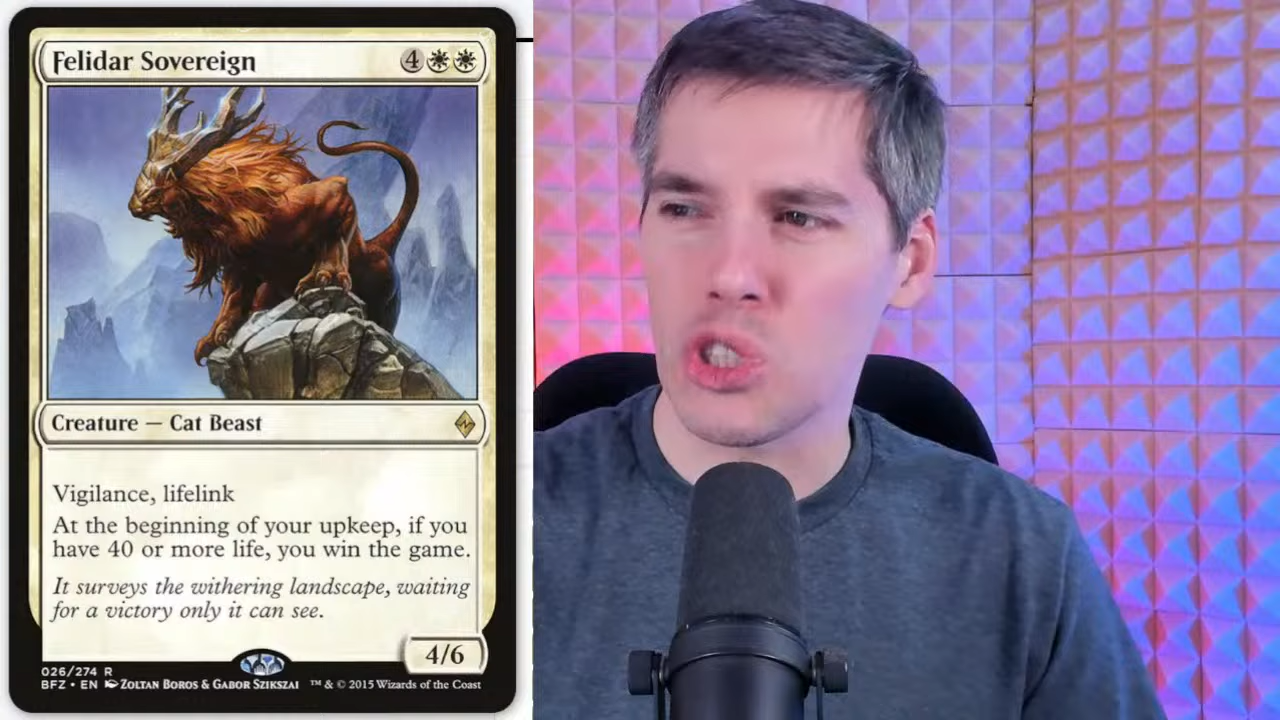 Felidar Sovereign 4
Creature — Cat Beast
Vigilance, lifelink
At the beginning of your upkeep, if you
have 40 or more life, you win the game.
It surveys the withering landscape, waiting
for a victory only it can see.
4/6
026/274 R
BFZ • EN ZOLTAN BOROS & GABOR SZIKSZAI ™ & © 2015 Wizards of the Coast